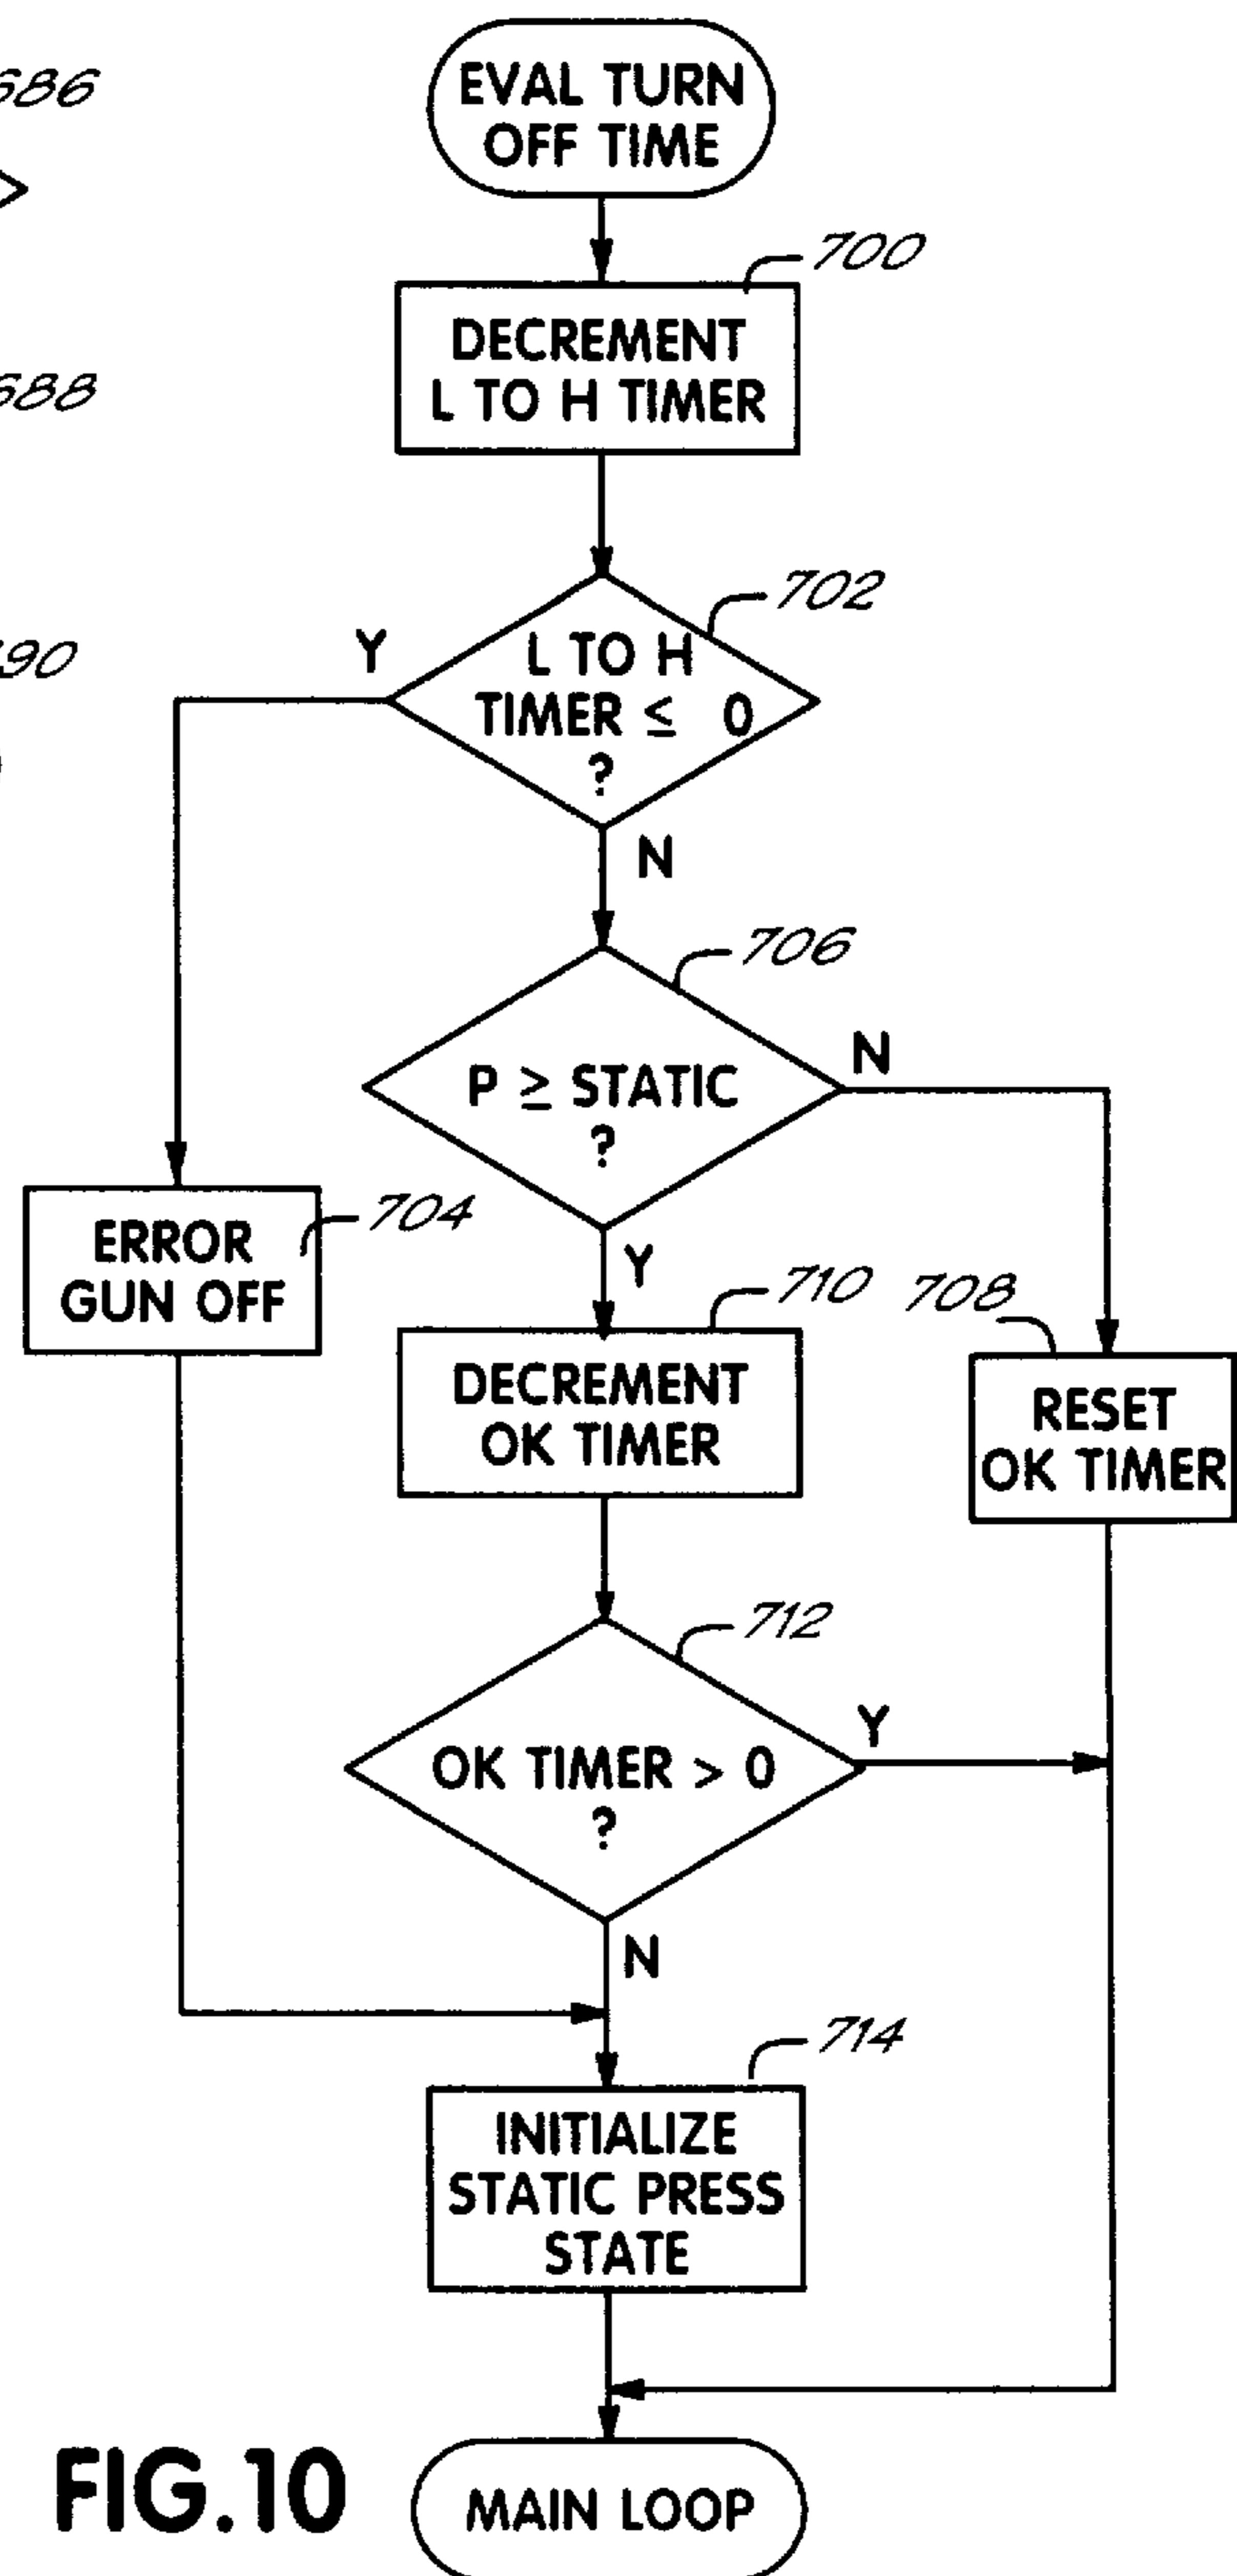 EVAL TURN
OFF TIME
686
700
DECREMENT
L TO H TIMER
688
702
Y
L TO H
TIMER ≤ 0
?
N
706
P ≥ STATIC
?
N
Y
ERROR
GUN OFF
704
710
708
DECREMENT
OK TIMER
RESET
OK TIMER
712
OK TIMER > 0
?
Y
N
714
INITIALIZE
STATIC PRESS
STATE
FIG.10
MAIN LOOP